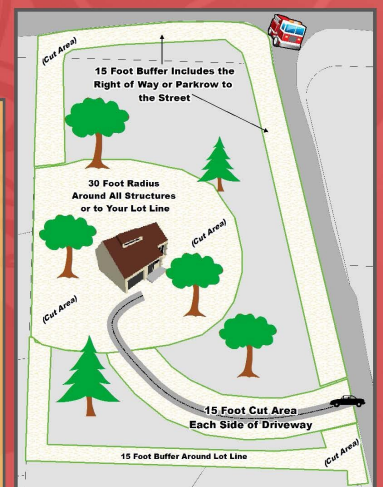 (Cut Area)
15 Foot Buffer Includes the
Right of Way or Parkrow to
the Street
30 Foot Radius
Around All Structures
or to Your Lot Line
(Cut Area)
(Cut Area)
15 Foot Cut Area
Each Side of Driveway
15 Foot Buffer Around Lot Line
(Cut Area)